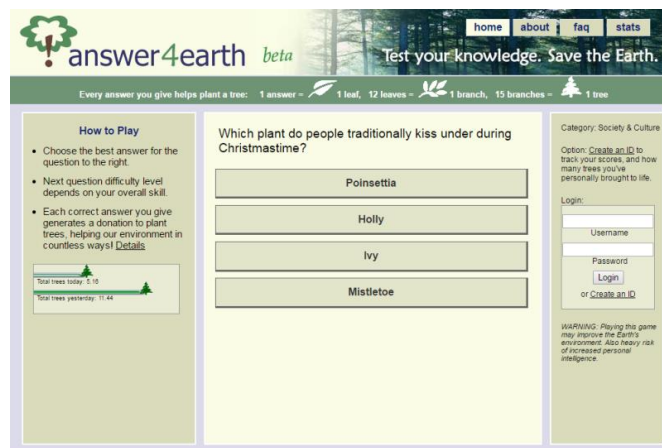 answer4earth beta
home about faq stats
Test your knowledge. Save the Earth.
Every answer you give helps plant a tree: 1 answer = 1 leaf, 12 leaves = 1 branch, 15 branches = 1 tree
How to Play
• Choose the best answer for the
question to the right.
• Next question difficulty level
depends on your overall skill.
• Each correct answer you give
generates a donation to plant
trees, helping our environment in
countless ways! Details
Total trees today: 5.16
Total trees yesterday: 11.44
Which plant do people traditionally kiss under during
Christmastime?
Poinsettia
Holly
Ivy
Mistletoe
Category: Society & Culture
Option: Create an ID to
track your scores, and how
many trees you've
personally brought to life.
Login:
Username
Password
Login
or Create an ID
WARNING: Playing this game
may improve the Earth's
environment. Also heavy risk
of increased personal
intelligence.